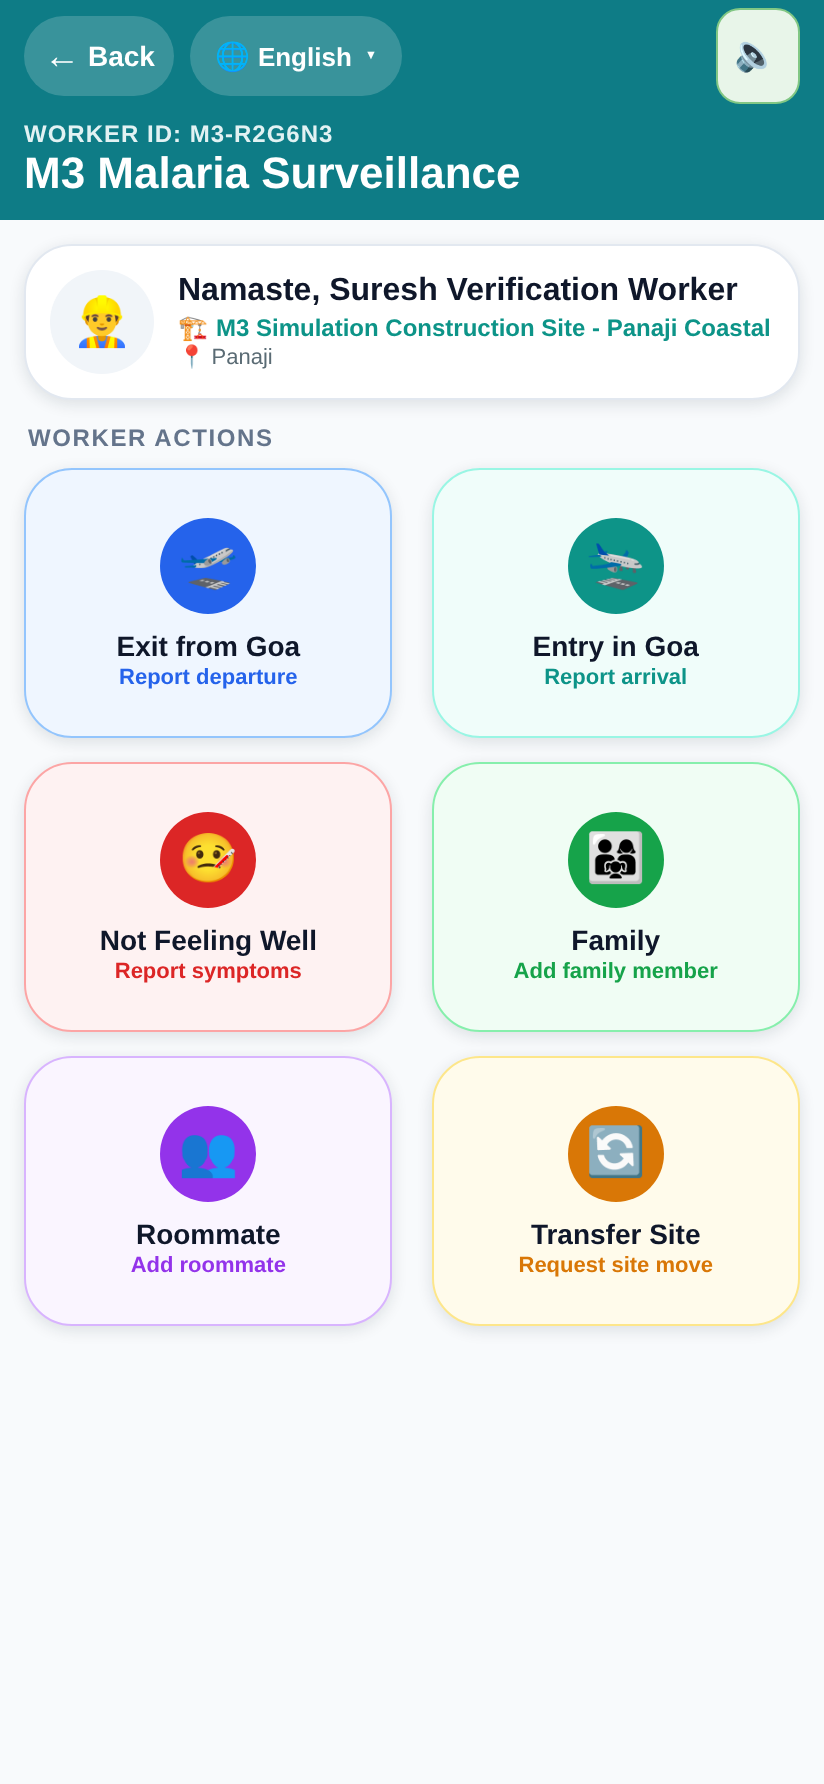 ← Back
English ▾
WORKER ID: M3-R2G6N3
M3 Malaria Surveillance
Namaste, Suresh Verification Worker
M3 Simulation Construction Site - Panaji Coastal
Panaji
WORKER ACTIONS
Exit from Goa
Report departure
Entry in Goa
Report arrival
Not Feeling Well
Report symptoms
Family
Add family member
Roommate
Add roommate
Transfer Site
Request site move